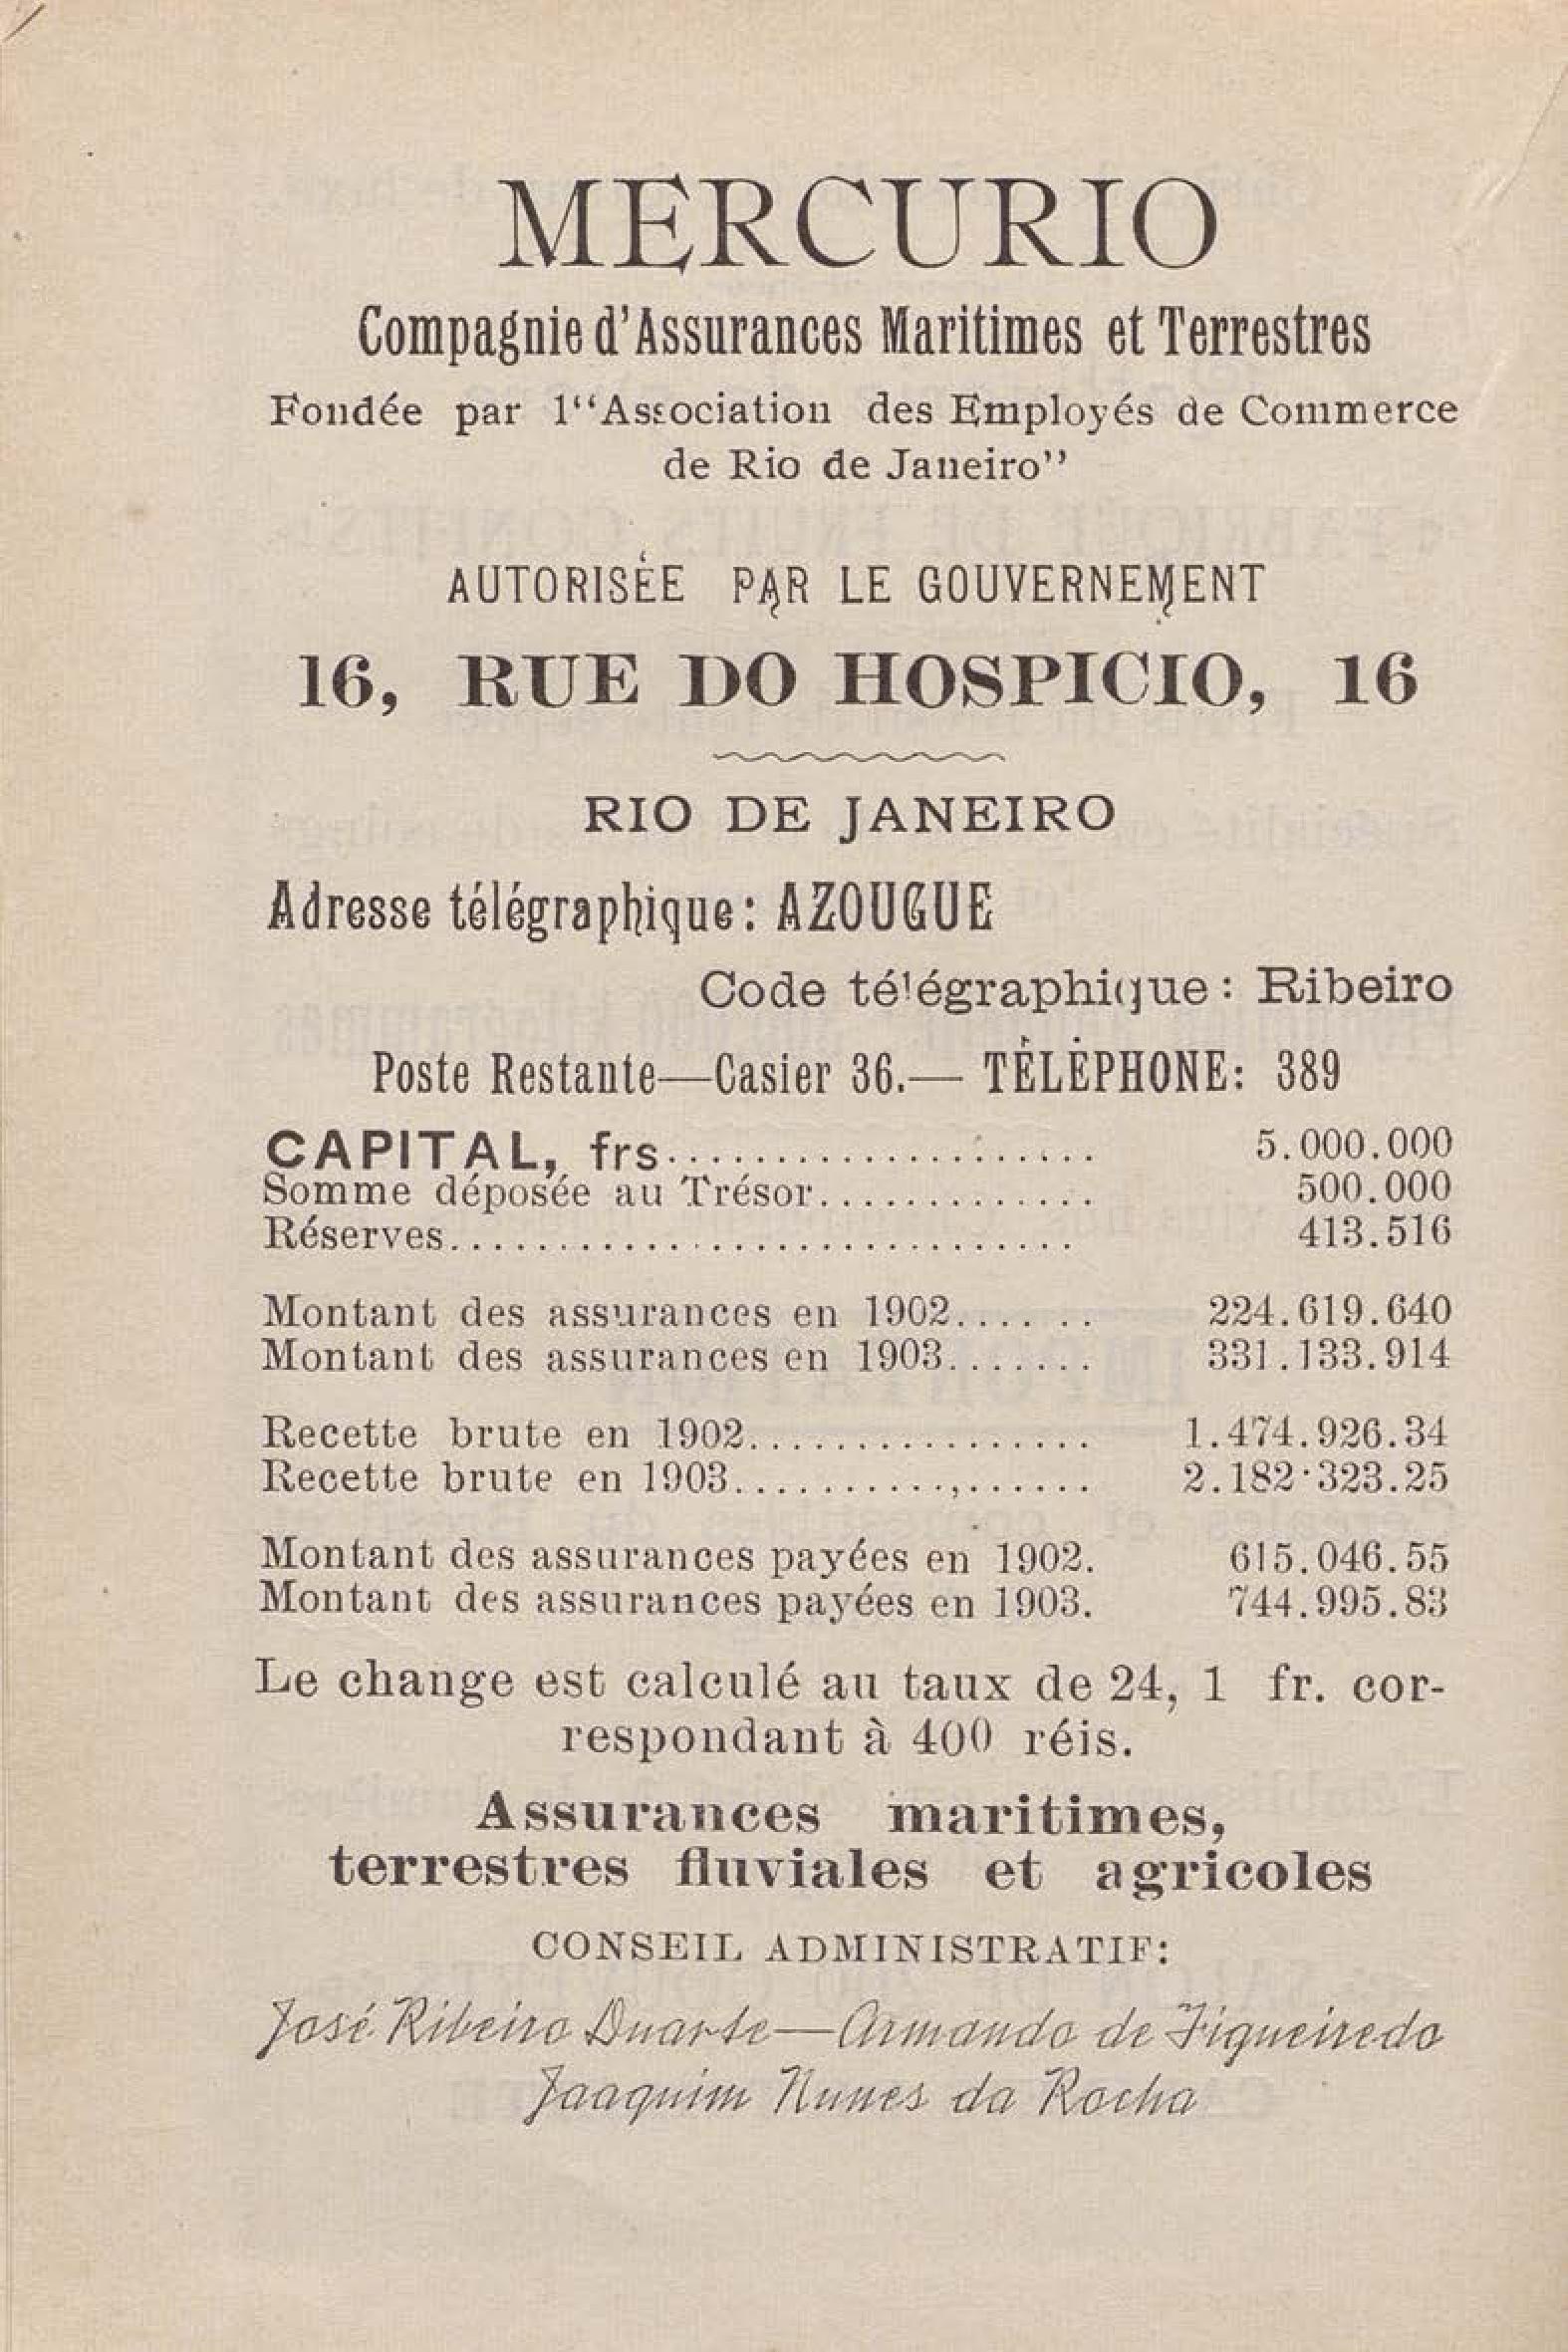 MERCURIO
Compagnie d'Assurances Maritimes et Terrestres
Fondée par l“Association des Employés de Commerce
de Rio de Janeiro”
AUTORISÉE PAR LE GOUVERNEMENT
16, RUE DO HOSPICIO, 16
RIO DE JANEIRO
Adresse télégraphique: AZOUGUE
Code télégraphique: Ribeiro
Poste Restante—Casier 36.— TÉLÉPHONE: 389
CAPITAL, frs.................... 5.000.000
Somme déposée au Trésor............. 500.000
Réserves............................. 413.516
Montant des assurances en 1902....... 224.619.640
Montant des assurances en 1903....... 331.133.914
Recette brute en 1902................ 1.474.926.34
Recette brute en 1903..........,...... 2.182·323.25
Montant des assurances payées en 1902. 615.046.55
Montant des assurances payées en 1903. 744.995.83
Le change est calculé au taux de 24, 1 fr. cor-
respondant à 400 réis.
Assurances maritimes,
terrestres fluviales et agricoles
CONSEIL ADMINISTRATIF:
José Ribeiro Duarte—Armando de Figueiredo
Joaquim Nunes da Rocha